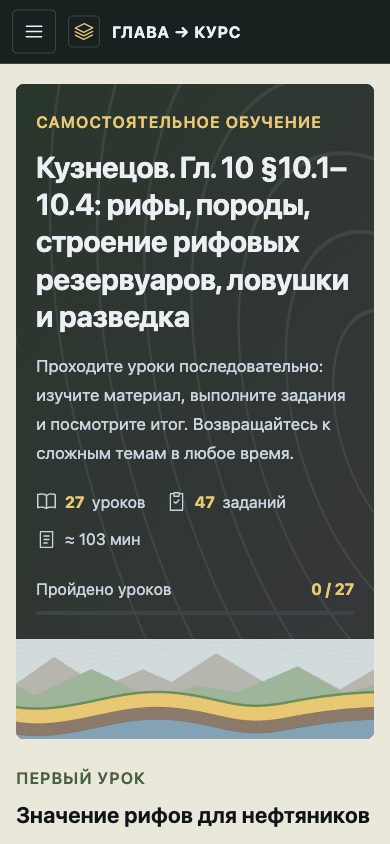 ГЛАВА → КУРС
САМОСТОЯТЕЛЬНОЕ ОБУЧЕНИЕ
Кузнецов. Гл. 10 §10.1–
10.4: рифы, породы,
строение рифовых
резервуаров, ловушки
и разведка
Проходите уроки последовательно:
изучите материал, выполните задания
и посмотрите итог. Возвращайтесь к
сложным темам в любое время.
27 уроков 47 заданий
≈ 103 мин
Пройдено уроков 0 / 27
ПЕРВЫЙ УРОК
Значение рифов для нефтяников